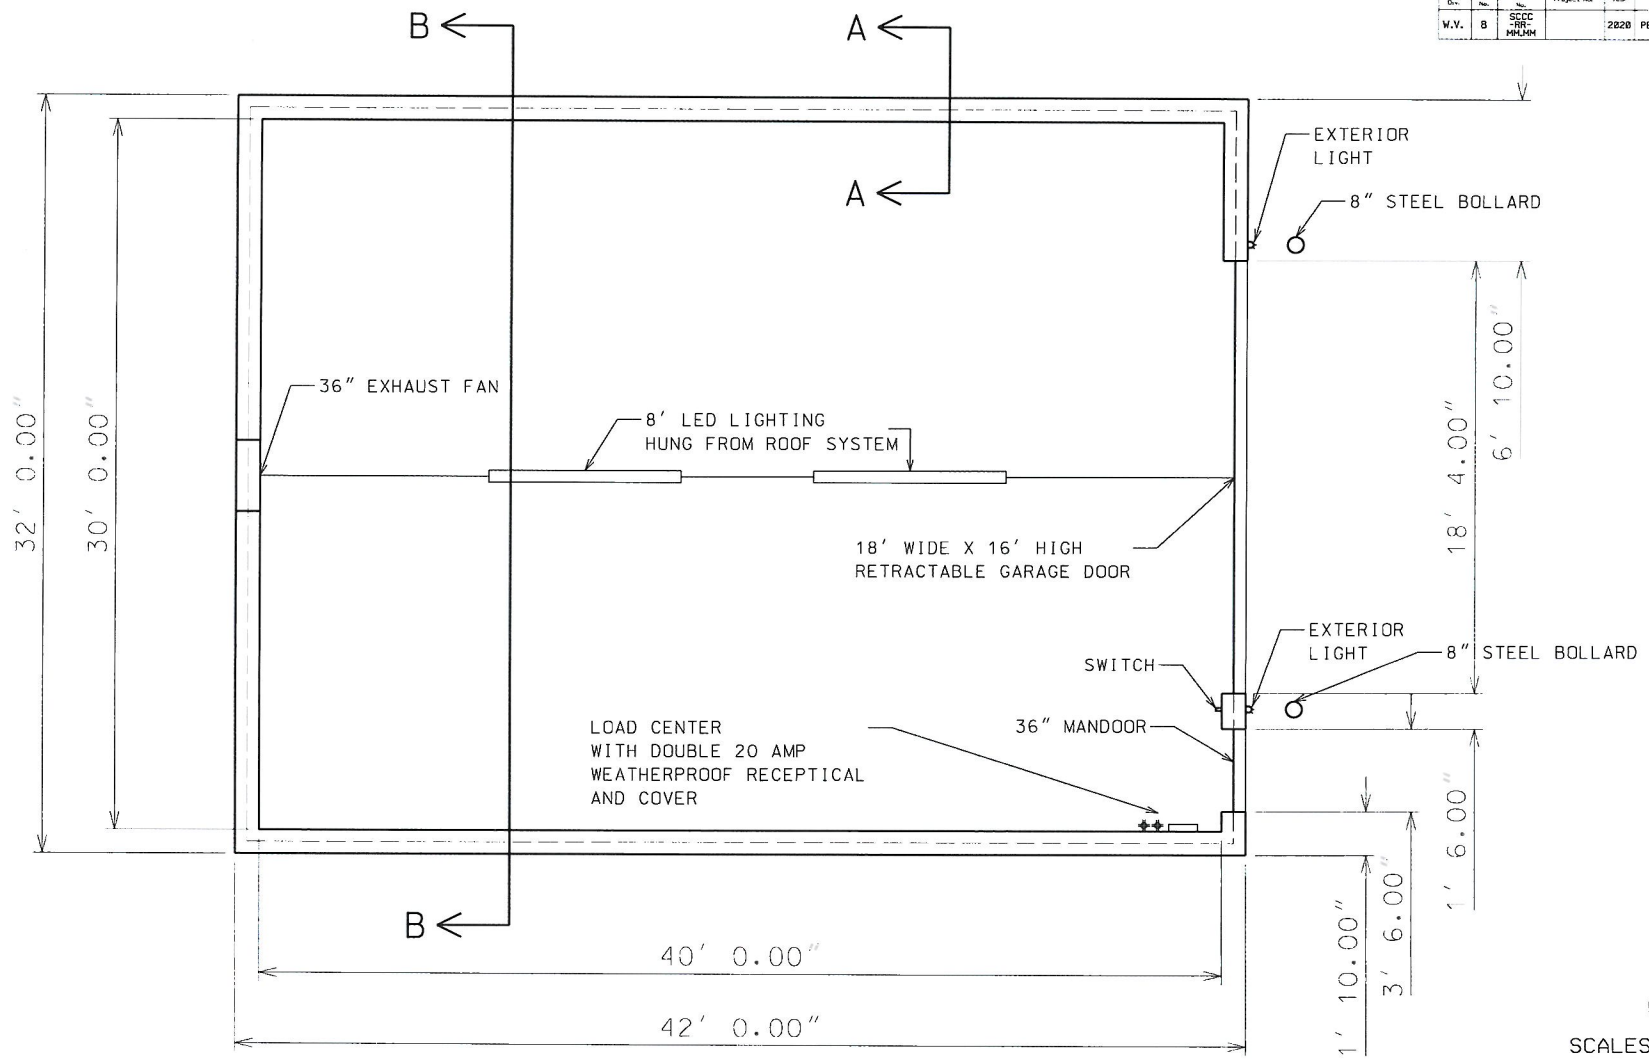 W.V. 8 SCCC 2020
-RR-
MM.MM
B
A
A
EXTERIOR
LIGHT
8" STEEL BOLLARD
36" EXHAUST FAN
8' LED LIGHTING
HUNG FROM ROOF SYSTEM
32' 0.00"
30' 0.00"
18' 4.00"
6' 10.00"
18' WIDE X 16' HIGH
RETRACTABLE GARAGE DOOR
EXTERIOR
LIGHT
8" STEEL BOLLARD
SWITCH
36" MANDOOR
LOAD CENTER
WITH DOUBLE 20 AMP
WEATHERPROOF RECEPTICAL
AND COVER
1' 6.00"
3' 6.00"
1' 10.00"
B
40' 0.00"
42' 0.00"
SCALES